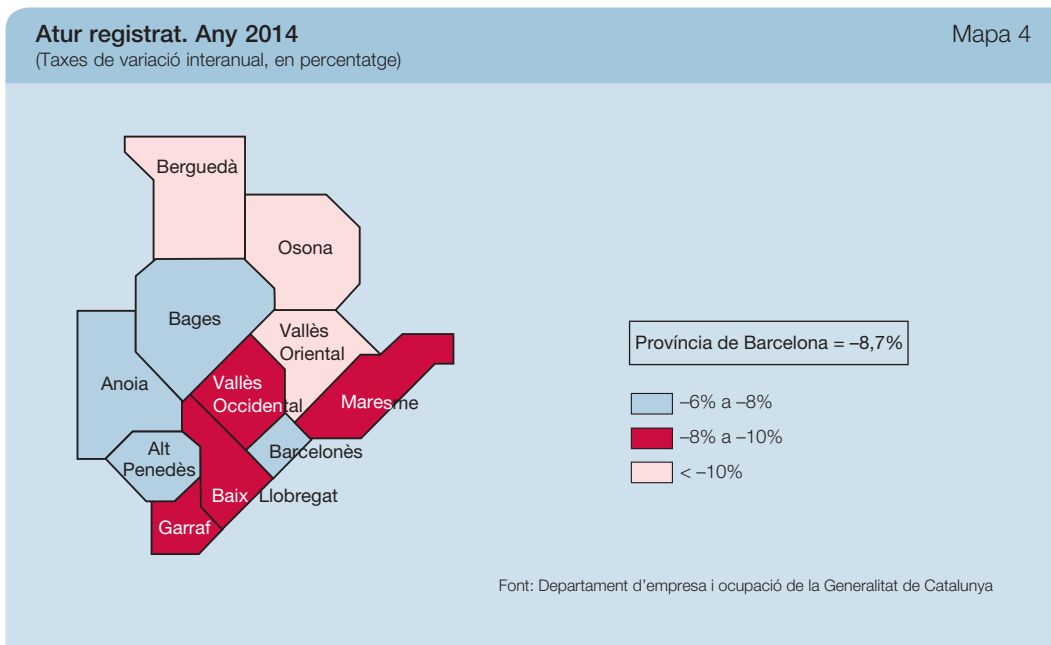 Atur registrat. Any 2014
Mapa 4
(Taxes de variació interanual, en percentatge)
Berguedà
Osona
Bages
Vallès
Oriental
Anoia
Vallès
Occidental
Maresme
Alt
Penedès
Barcelonès
Baix Llobregat
Garraf
Província de Barcelona = –8,7%
–6% a –8%
–8% a –10%
< –10%
Font: Departament d’empresa i ocupació de la Generalitat de Catalunya